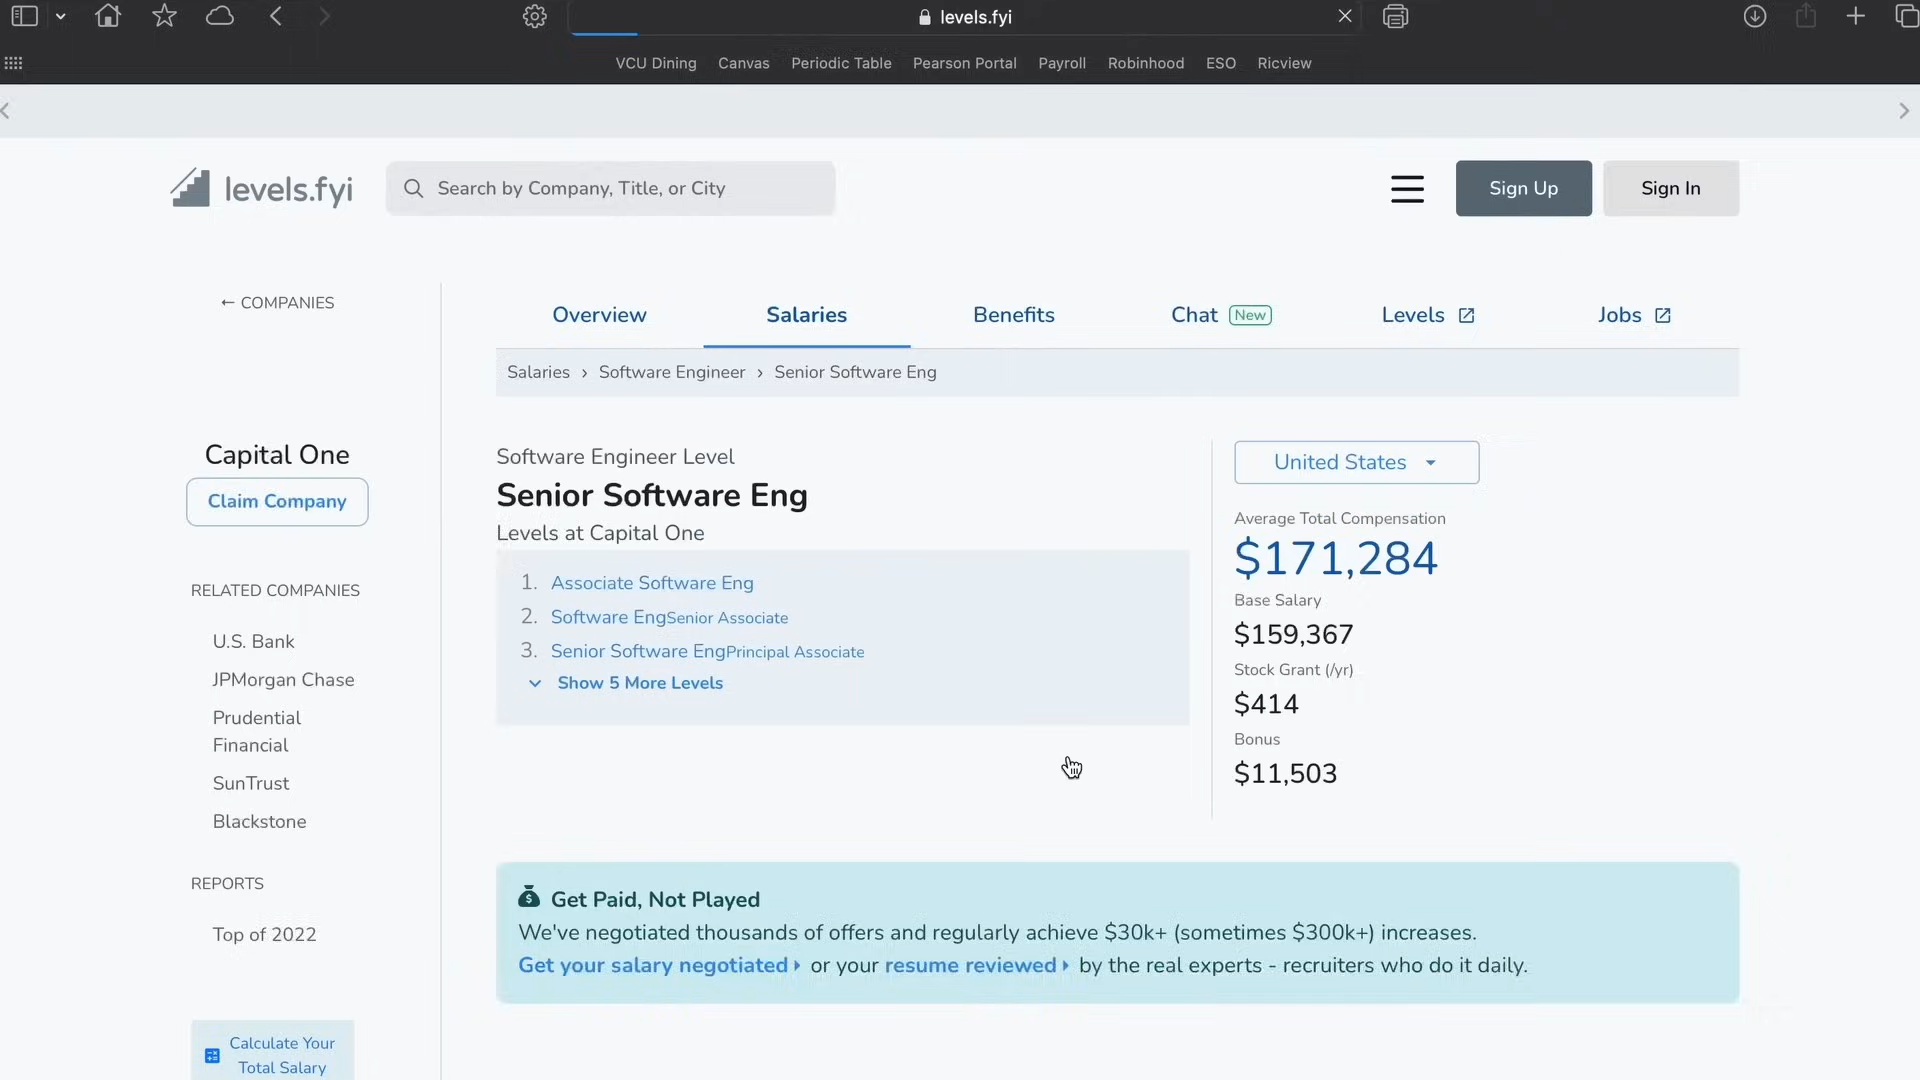 levels.fyi
VCU Dining Canvas Periodic Table Pearson Portal Payroll Robinhood ESO Ricview
levels.fyi Search by Company, Title, or City Sign Up Sign In
← COMPANIES
Overview Salaries Benefits Chat New Levels Jobs
Salaries › Software Engineer › Senior Software Eng
Capital One
Claim Company
RELATED COMPANIES
U.S. Bank
JPMorgan Chase
Prudential
Financial
SunTrust
Blackstone
REPORTS
Top of 2022
Calculate Your
Total Salary
Software Engineer Level
Senior Software Eng
Levels at Capital One
1. Associate Software Eng
2. Software EngSenior Associate
3. Senior Software EngPrincipal Associate
Show 5 More Levels
United States
Average Total Compensation
$171,284
Base Salary
$159,367
Stock Grant (/yr)
$414
Bonus
$11,503
Get Paid, Not Played
We've negotiated thousands of offers and regularly achieve $30k+ (sometimes $300k+) increases.
Get your salary negotiated or your resume reviewed by the real experts - recruiters who do it daily.